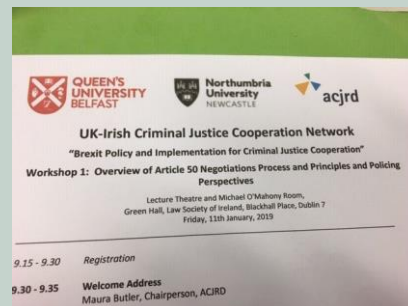 QUEEN'S
UNIVERSITY
BELFAST
Northumbria
University
NEWCASTLE
acjrd
UK-Irish Criminal Justice Cooperation Network
"Brexit Policy and Implementation for Criminal Justice Cooperation"
Workshop 1: Overview of Article 50 Negotiations Process and Principles and Policing
Perspectives
Lecture Theatre and Michael O'Mahony Room,
Green Hall, Law Society of Ireland, Blackhall Place, Dublin 7
Friday, 11th January, 2019
9.15 - 9.30 Registration
9.30 - 9.35 Welcome Address
Maura Butler, Chairperson, ACJRD